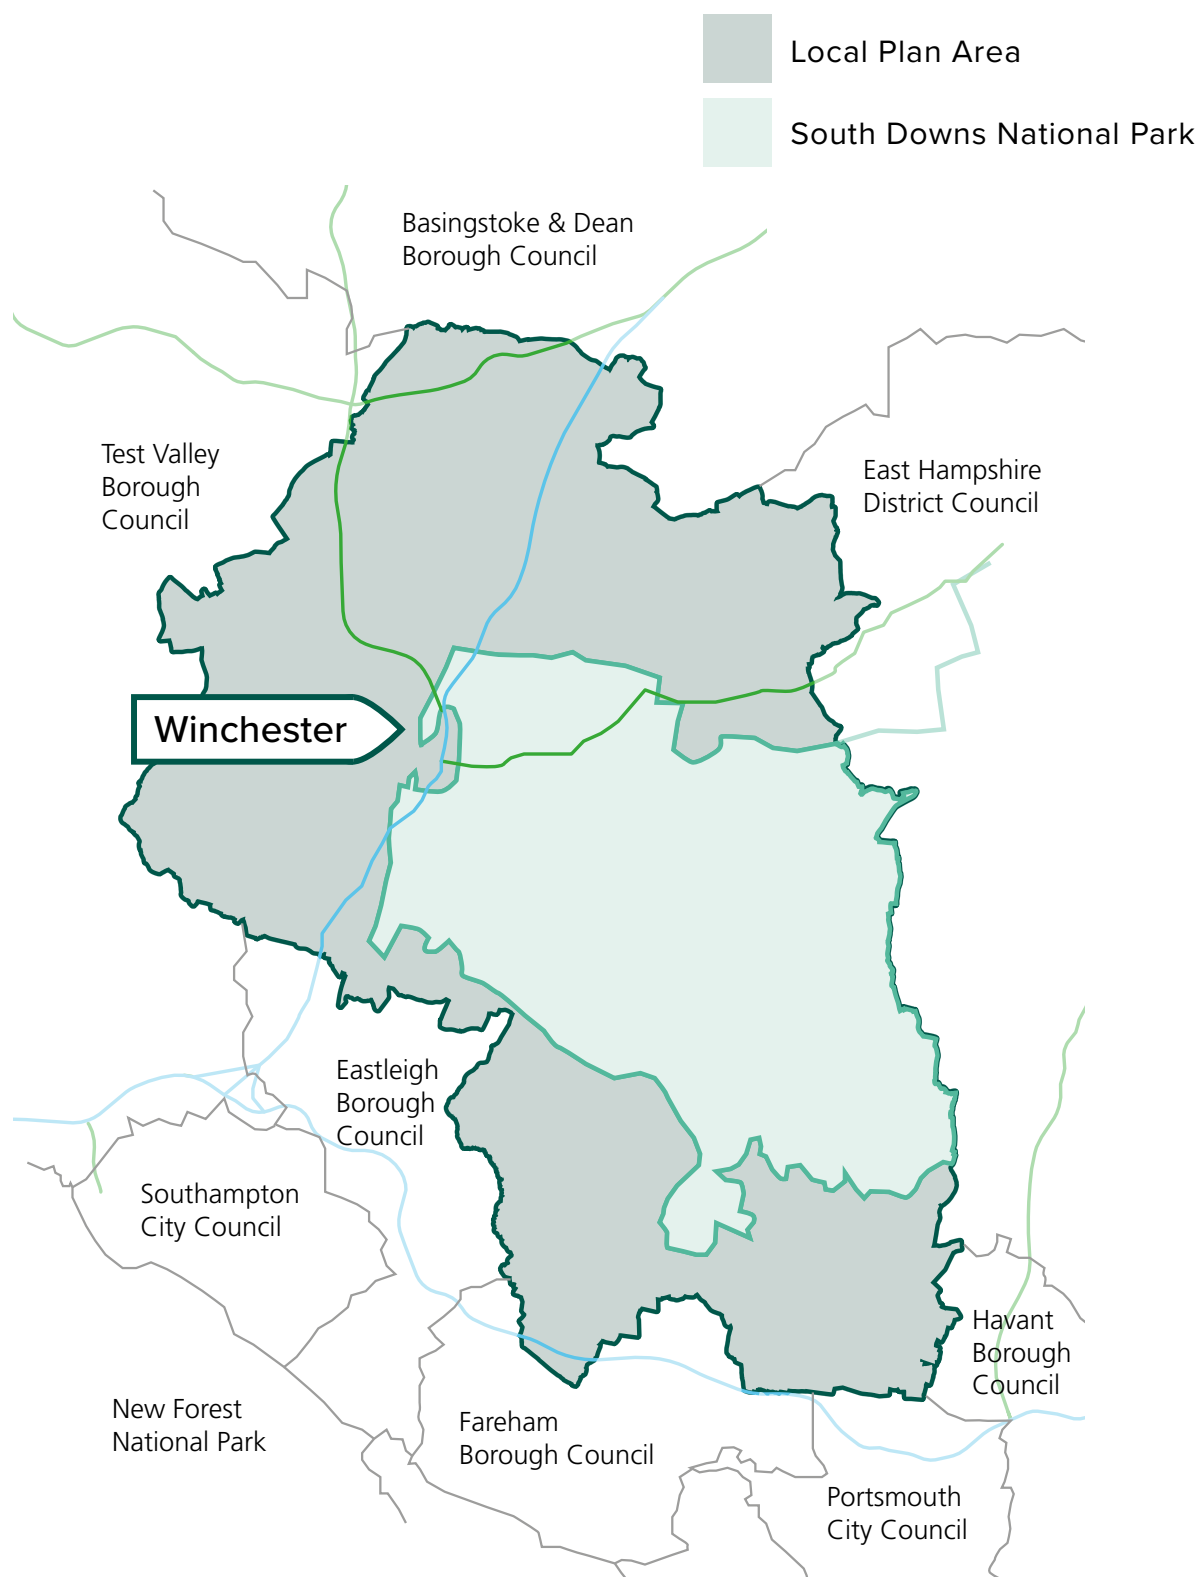 Local Plan Area
South Downs National Park
Basingstoke & Dean
Borough Council
Test Valley
Borough
Council
East Hampshire
District Council
Winchester
Eastleigh
Borough
Council
Southampton
City Council
Havant
Borough
Council
New Forest
National Park
Fareham
Borough Council
Portsmouth
City Council